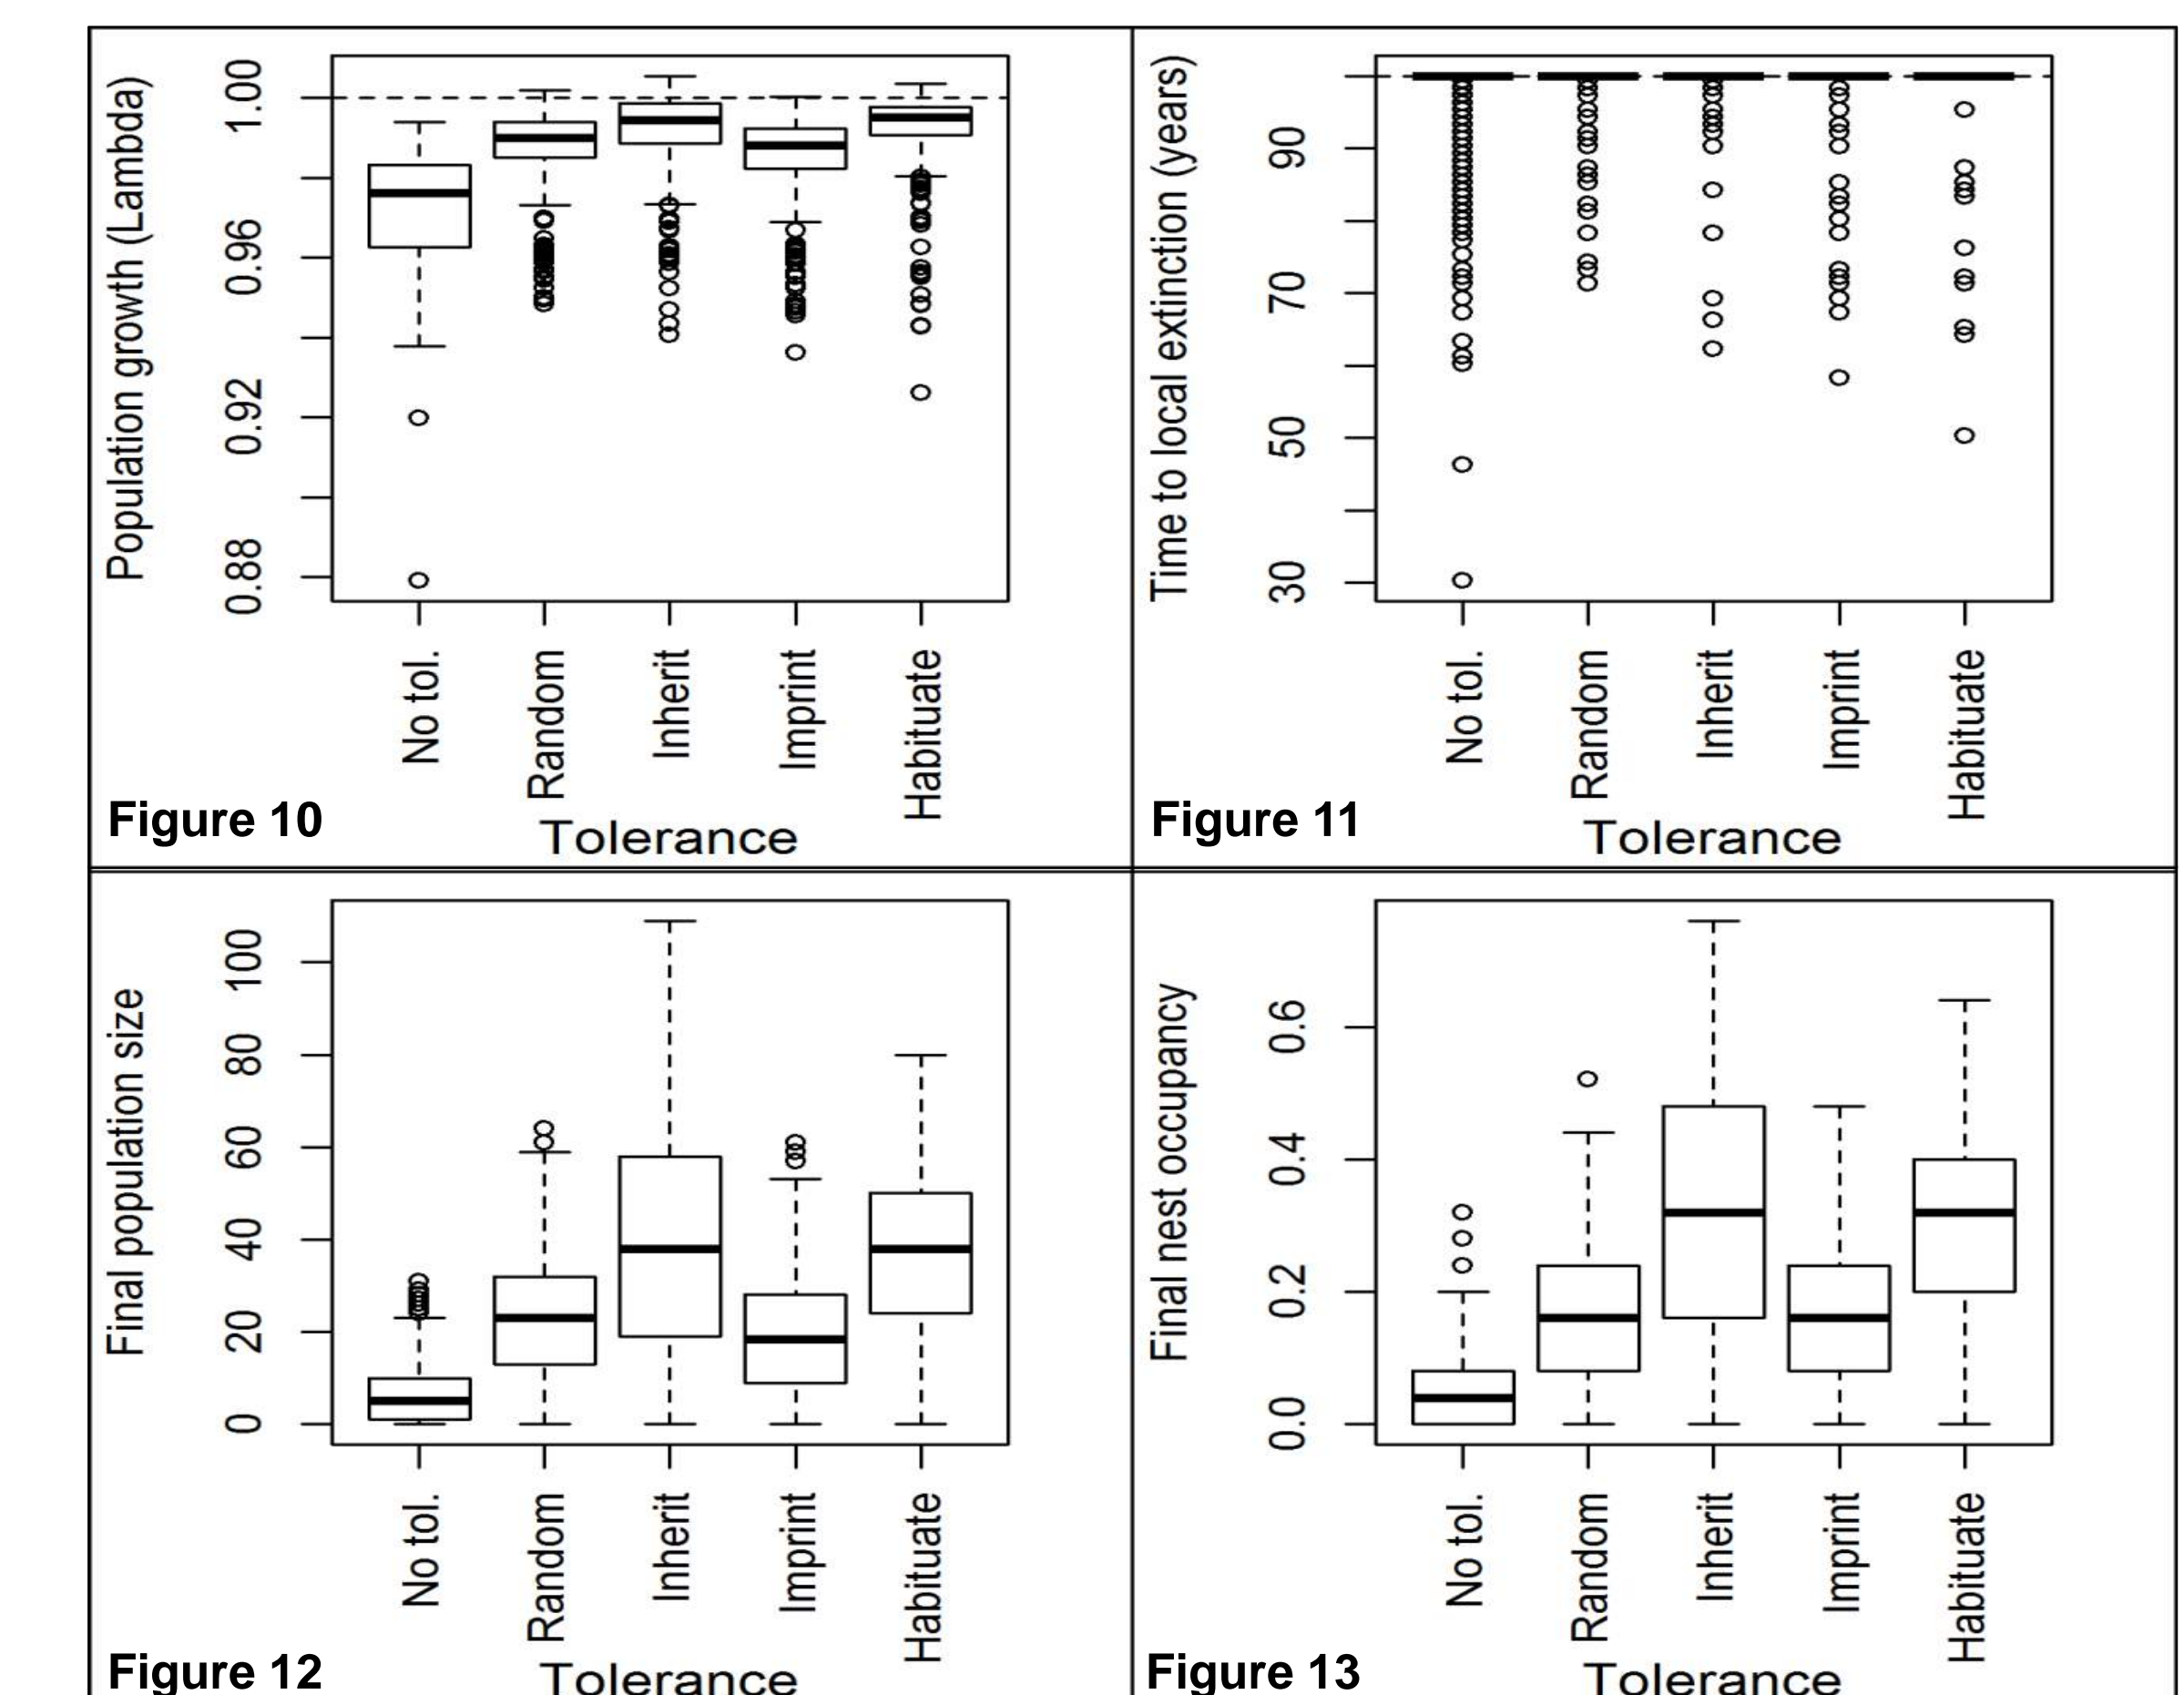 Population growth (Lambda)
1.00
0.96
0.92
0.88
No tol.
Random
Inherit
Imprint
Habituate
Figure 10
Tolerance
Time to local extinction (years)
90
70
50
30
No tol.
Random
Inherit
Imprint
Habituate
Figure 11
Tolerance
Final population size
100
80
60
40
20
0
No tol.
Random
Inherit
Imprint
Habituate
Figure 12
Tolerance
Final nest occupancy
0.6
0.4
0.2
0.0
No tol.
Random
Inherit
Imprint
Habituate
Figure 13
Tolerance